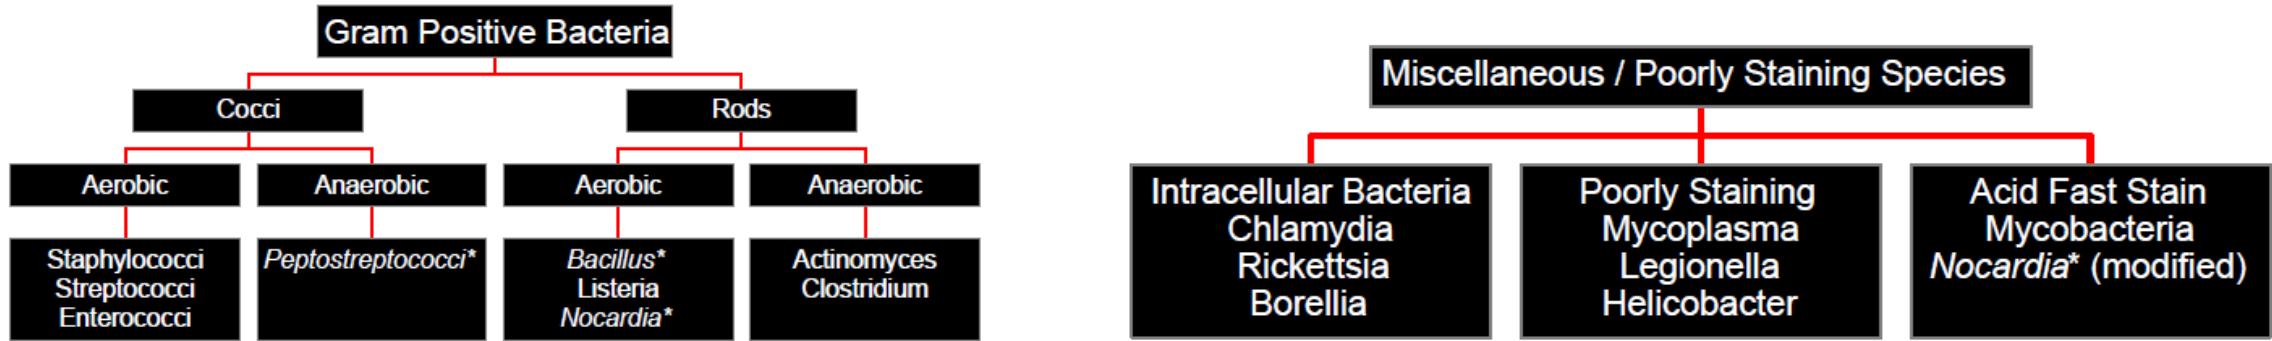 Gram Positive Bacteria
Cocci
Rods
Aerobic
Anaerobic
Aerobic
Anaerobic
Staphylococci
Streptococci
Enterococci
Peptostreptococci*
Bacillus*
Listeria
Nocardia*
Actinomyces
Clostridium
Miscellaneous / Poorly Staining Species
Intracellular Bacteria
Chlamydia
Rickettsia
Borellia
Poorly Staining
Mycoplasma
Legionella
Helicobacter
Acid Fast Stain
Mycobacteria
Nocardia* (modified)